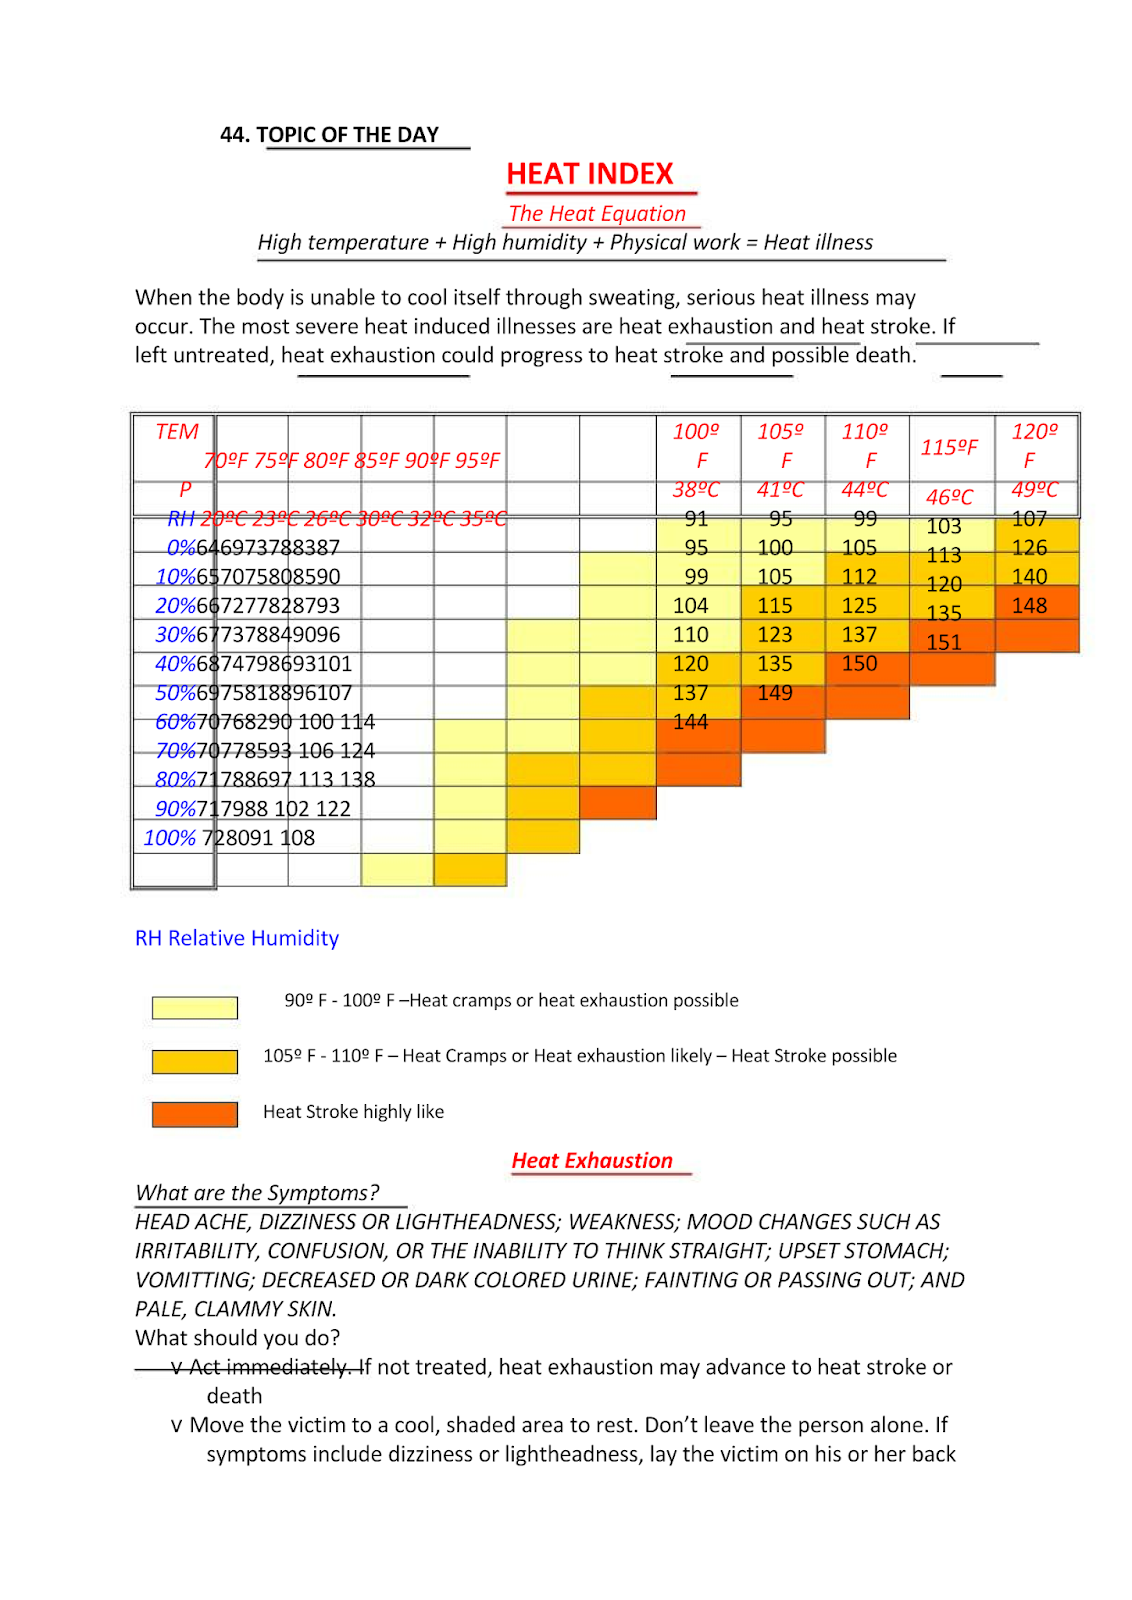 44. TOPIC OF THE DAY
HEAT INDEX
The Heat Equation
High temperature + High humidity + Physical work = Heat illness
When the body is unable to cool itself through sweating, serious heat illness may
occur. The most severe heat induced illnesses are heat exhaustion and heat stroke. If
left untreated, heat exhaustion could progress to heat stroke and possible death.
TEM 100º 105º 110º 115ºF 120º
70ºF 75ºF 80ºF 85ºF 90ºF 95ºF F F F F
P 38ºC 41ºC 44ºC 46ºC 49ºC
RH 20ºC 23ºC 26ºC 30ºC 32ºC 35ºC 91 95 99 103 107
0%646973788387 95 100 105 113 126
10%657075808590 99 105 112 120 140
20%667277828793 104 115 125 135 148
30%677378849096 110 123 137 151
40%6874798693101 120 135 150
50%6975818896107 137 149
60%70768290 100 114 144
70%70778593 106 124
80%71788697 113 138
90%717988 102 122
100% 728091 108
RH Relative Humidity
90º F - 100º F –Heat cramps or heat exhaustion possible
105º F - 110º F – Heat Cramps or Heat exhaustion likely – Heat Stroke possible
Heat Stroke highly like
Heat Exhaustion
What are the Symptoms?
HEAD ACHE, DIZZINESS OR LIGHTHEADNESS; WEAKNESS; MOOD CHANGES SUCH AS
IRRITABILITY, CONFUSION, OR THE INABILITY TO THINK STRAIGHT; UPSET STOMACH;
VOMITTING; DECREASED OR DARK COLORED URINE; FAINTING OR PASSING OUT; AND
PALE, CLAMMY SKIN.
What should you do?
v Act immediately. If not treated, heat exhaustion may advance to heat stroke or
death
v Move the victim to a cool, shaded area to rest. Don’t leave the person alone. If
symptoms include dizziness or lightheadness, lay the victim on his or her back